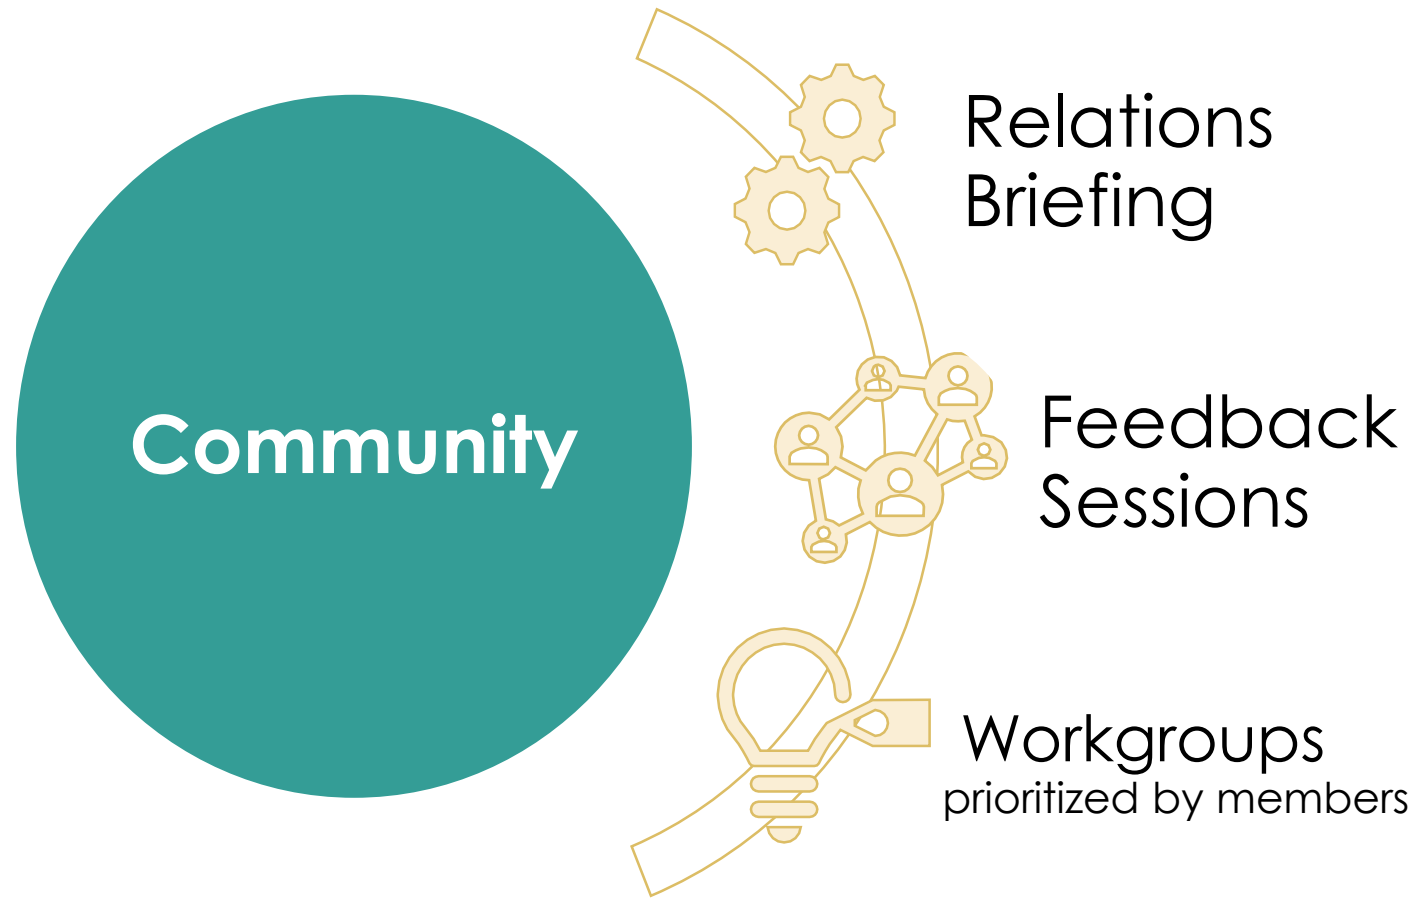 Community
Relations
Briefing
Feedback
Sessions
Workgroups
prioritized by members